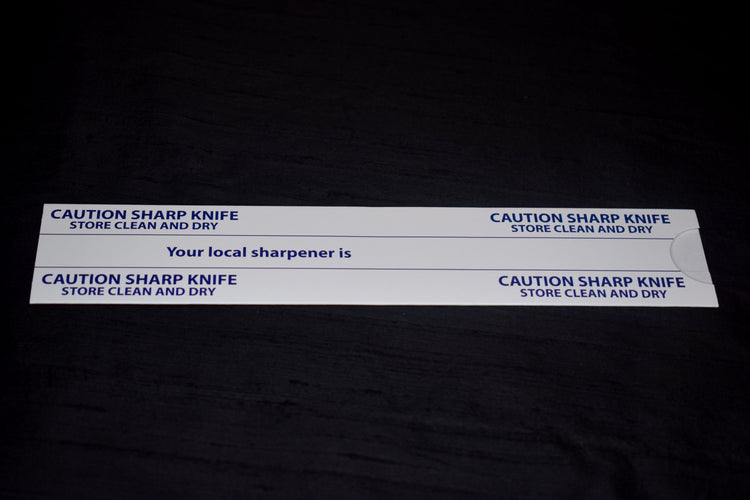 CAUTION SHARP KNIFE
STORE CLEAN AND DRY
CAUTION SHARP KNIFE
STORE CLEAN AND DRY
Your local sharpener is
CAUTION SHARP KNIFE
STORE CLEAN AND DRY
CAUTION SHARP KNIFE
STORE CLEAN AND DRY